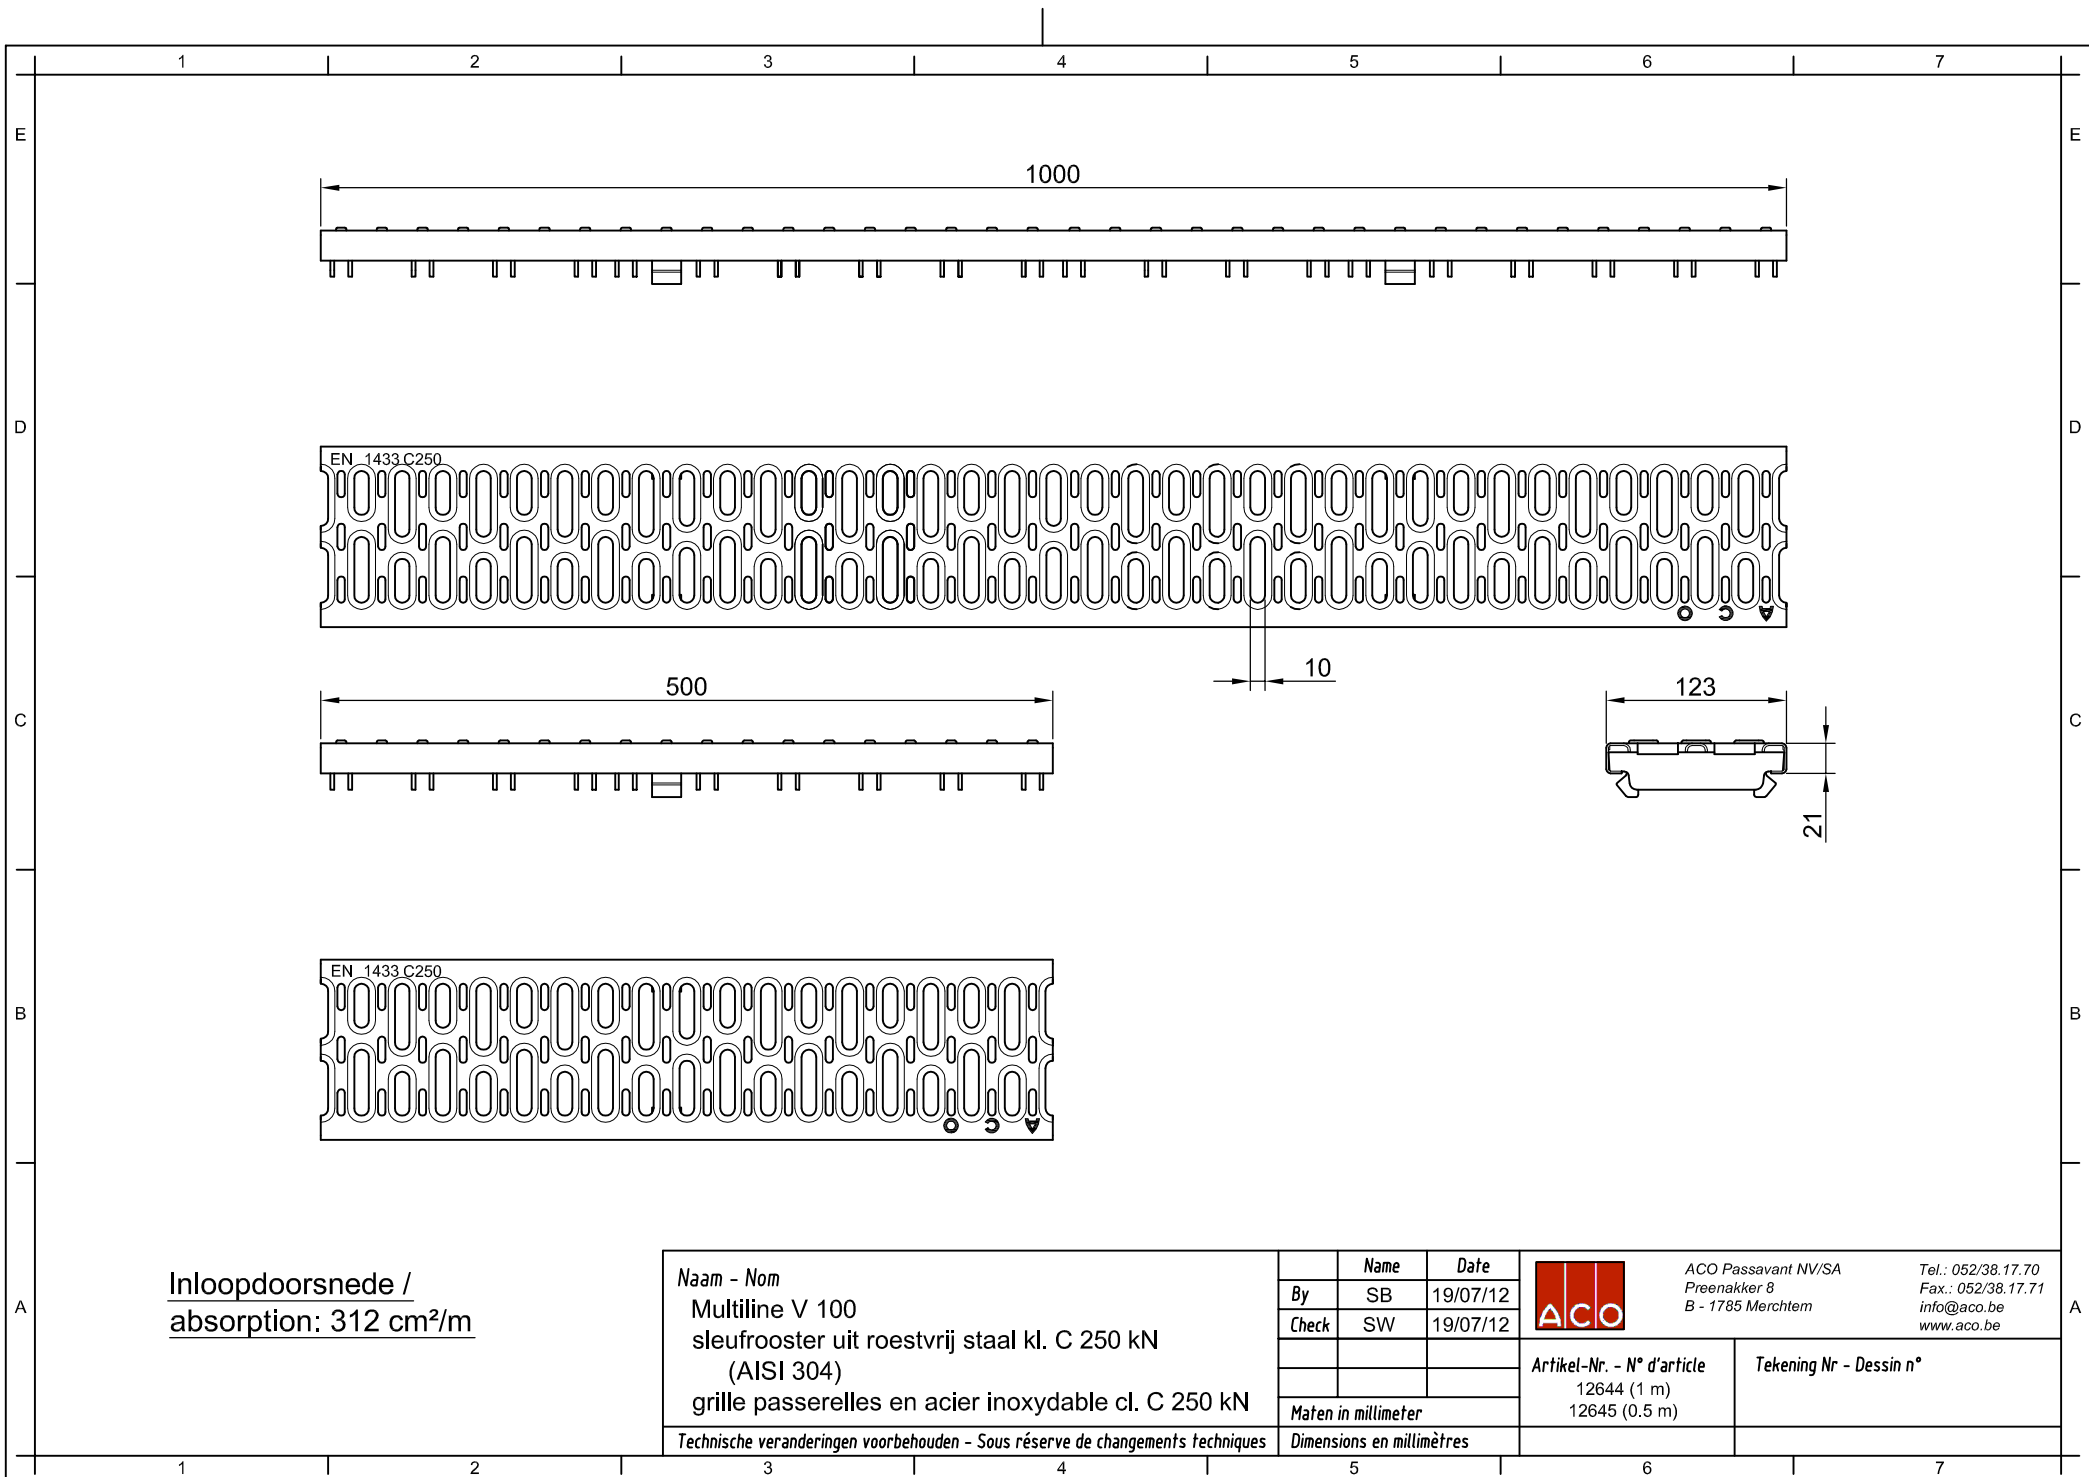 1 2 3 4 5 6 7
E E
1000
D D
EN 1433 C250
O C A
10
500
123
C C
21
EN 1433 C250
B B
O C A
Inloopdoorsnede /
absorption: 312 cm²/m
A A
Naam - Nom
Multiline V 100
sleufrooster uit roestvrij staal kl. C 250 kN
(AISI 304)
grille passerelles en acier inoxydable cl. C 250 kN
Technische veranderingen voorbehouden - Sous réserve de changements techniques
Name Date
By SB 19/07/12
Check SW 19/07/12
Maten in millimeter
Dimensions en millimètres
ACO
ACO Passavant NV/SA
Preenakker 8
B - 1785 Merchtem
Tel.: 052/38.17.70
Fax.: 052/38.17.71
info@aco.be
www.aco.be
Artikel-Nr. - N° d'article
12644 (1 m)
12645 (0.5 m)
Tekening Nr - Dessin n°
1 2 3 4 5 6 7